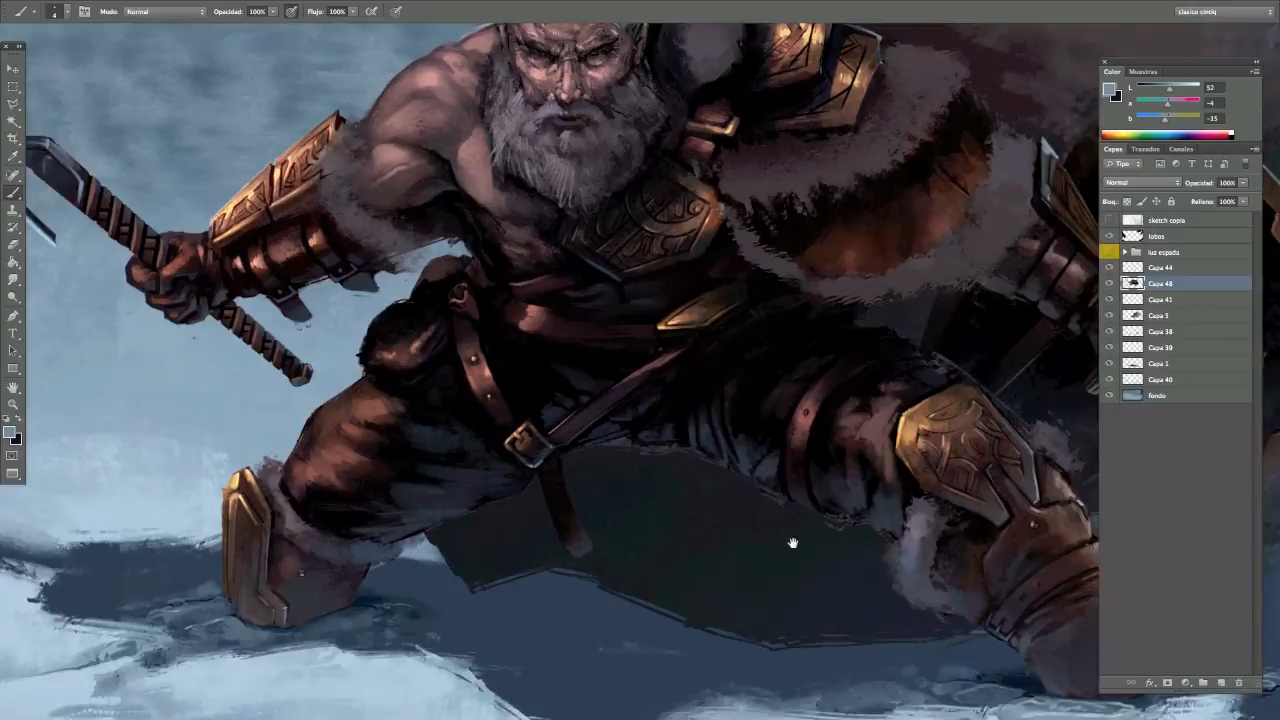 Modo: Normal Opacidad: 100% Flujo: 100% clasico cintiq
4
Color Muestras
L 52
a -4
b -15
Capas Trazados Canales
Tipo
Normal Opacidad: 100%
Bloq.: Relleno: 100%
sketch copia
lobos
luz espada
Capa 44
Capa 48
Capa 41
Capa 5
Capa 38
Capa 39
Capa 1
Capa 40
fondo